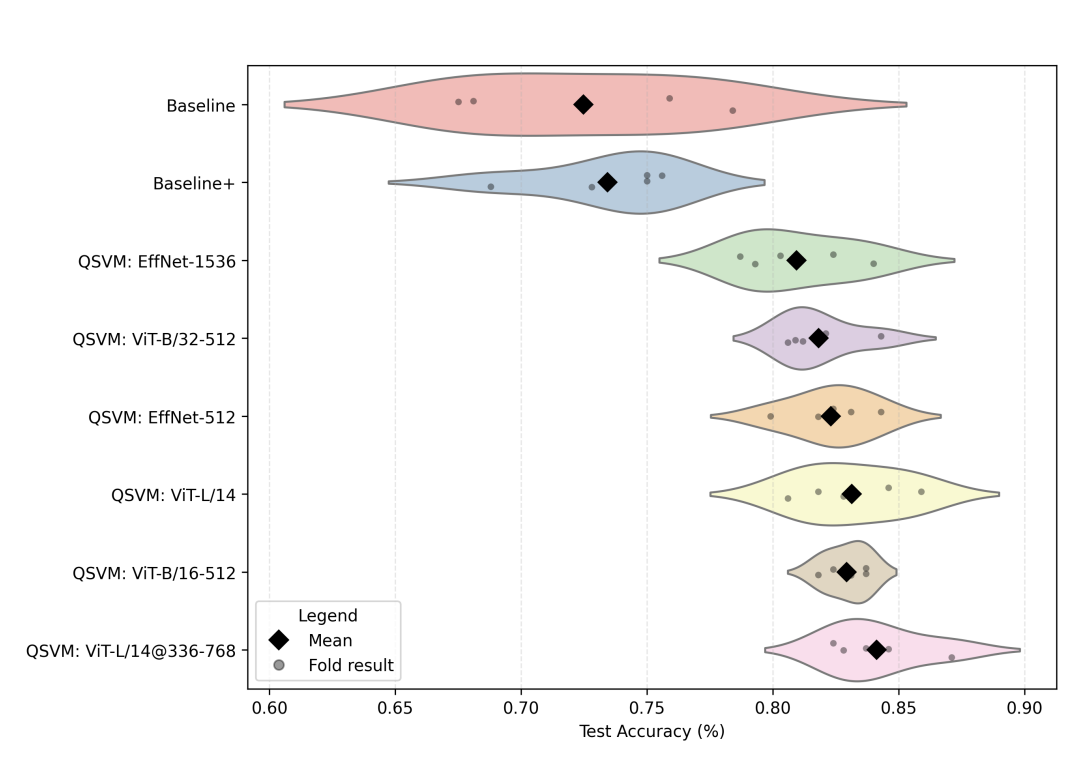 Baseline
Baseline+
QSVM: EffNet-1536
QSVM: ViT-B/32-512
QSVM: EffNet-512
QSVM: ViT-L/14
QSVM: ViT-B/16-512
QSVM: ViT-L/14@336-768
Legend
Mean
Fold result
0.60 0.65 0.70 0.75 0.80 0.85 0.90
Test Accuracy (%)